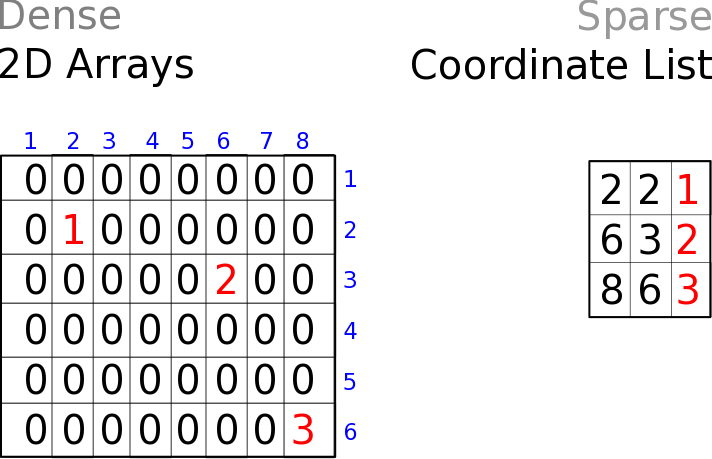 Dense
2D Arrays
1 2 3 4 5 6 7 8
0 0 0 0 0 0 0 0 1
0 1 0 0 0 0 0 0 2
0 0 0 0 0 2 0 0 3
0 0 0 0 0 0 0 0 4
0 0 0 0 0 0 0 0 5
0 0 0 0 0 0 0 3 6
Sparse
Coordinate List
2 2 1
6 3 2
8 6 3